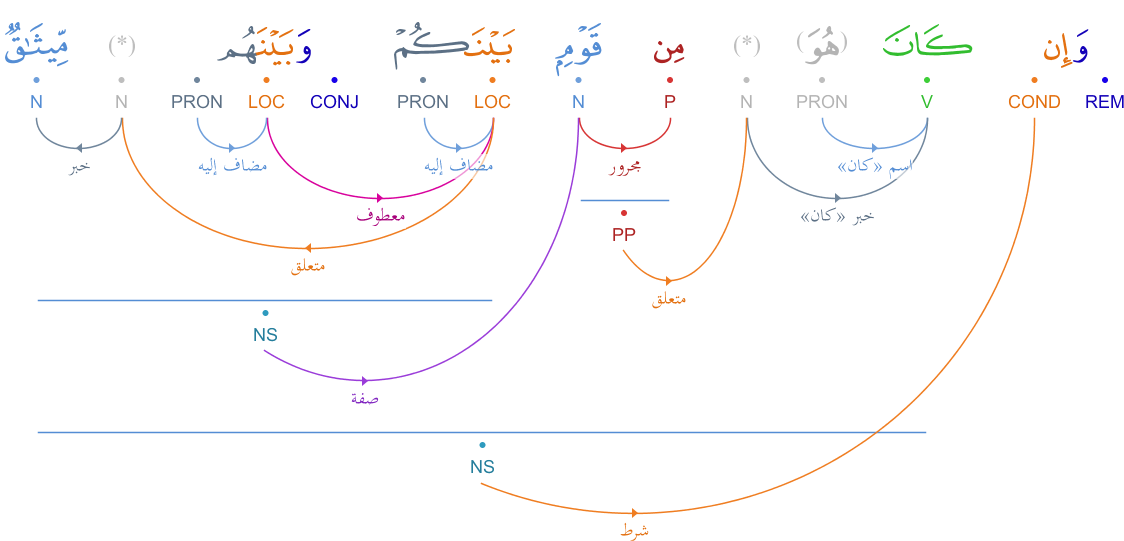 وَإِن كَانَ (هُوَ) (*) مِن قَوْمٍۭ بَيْنَكُمْ وَبَيْنَهُم (*) مِّيثَٰقٌ
REM COND V PRON N P N LOC PRON CONJ LOC PRON N N
اسم «كان» مجرور مضاف إليه مضاف إليه خبر
خبر «كان» معطوف
PP
متعلق
متعلق
NS
صفة
NS
شرط